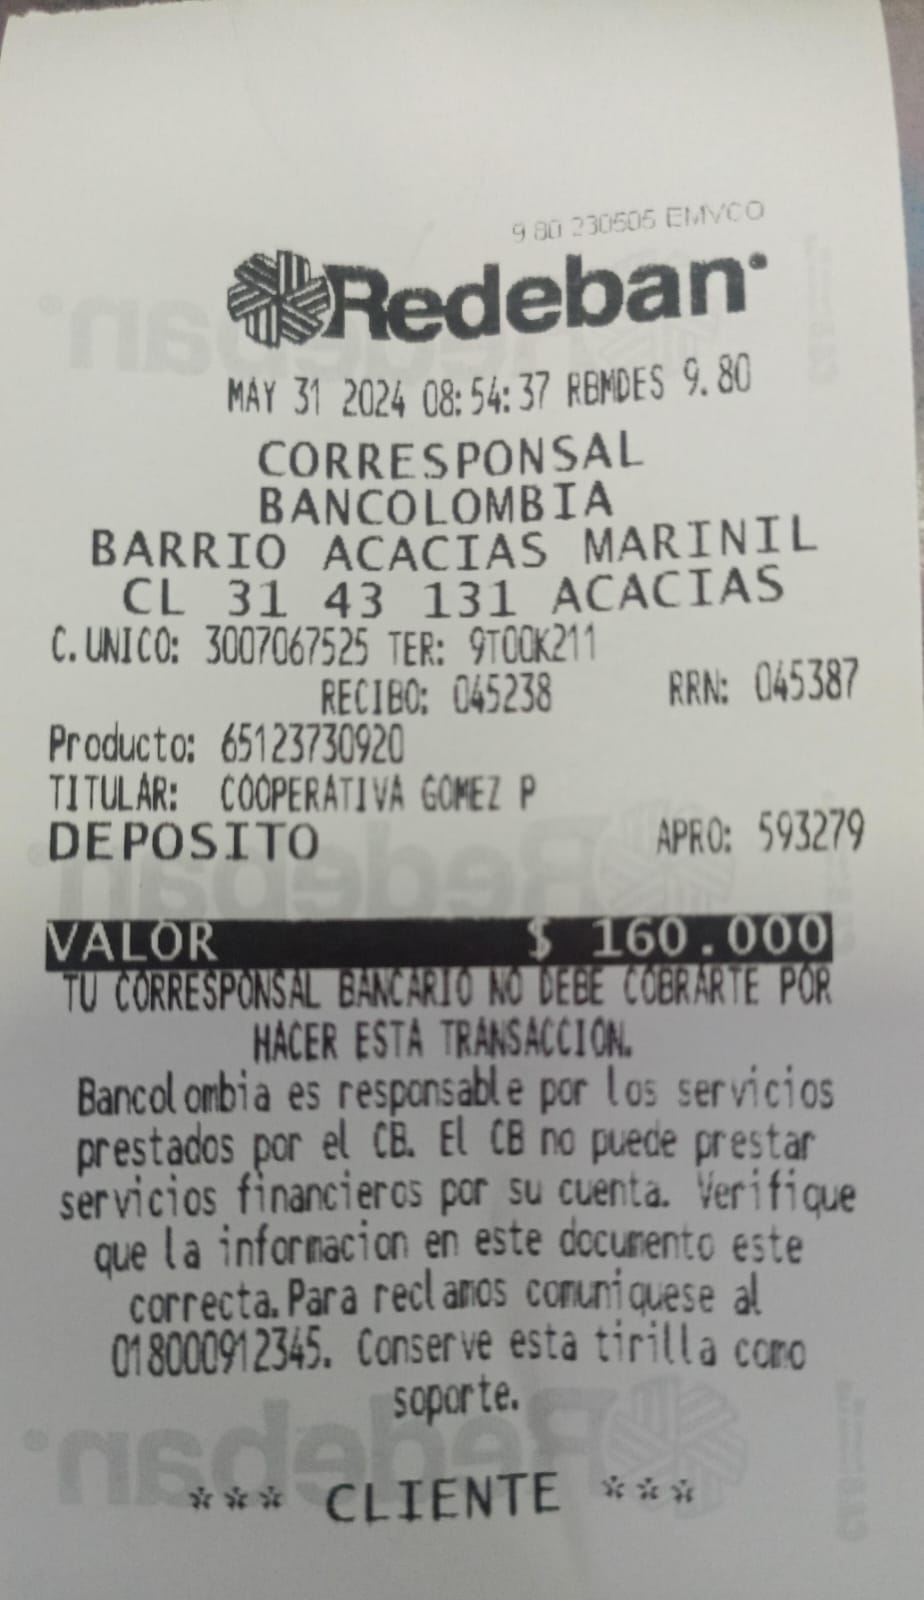 9.80 230505 EMVCO
Redeban
MAY 31 2024 08:54:37 RBMDES 9.80
CORRESPONSAL
BANCOLOMBIA
BARRIO ACACIAS MARINIL
CL 31 43 131 ACACIAS
C.UNICO: 3007067525 TER: 9T00K211
RECIBO: 045238 RRN: 045387
Producto: 65123730920
TITULAR: COOPERATIVA GOMEZ P
DEPOSITO APRO: 593279
VALOR $ 160.000
TU CORRESPONSAL BANCARIO NO DEBE COBRARTE POR
HACER ESTA TRANSACCION.
Bancolombia es responsable por los servicios
prestados por el CB. El CB no puede prestar
servicios financieros por su cuenta. Verifique
que la informacion en este documento este
correcta.Para reclamos comuniquese al
018000912345. Conserve esta tirilla como
soporte.
*** CLIENTE ***